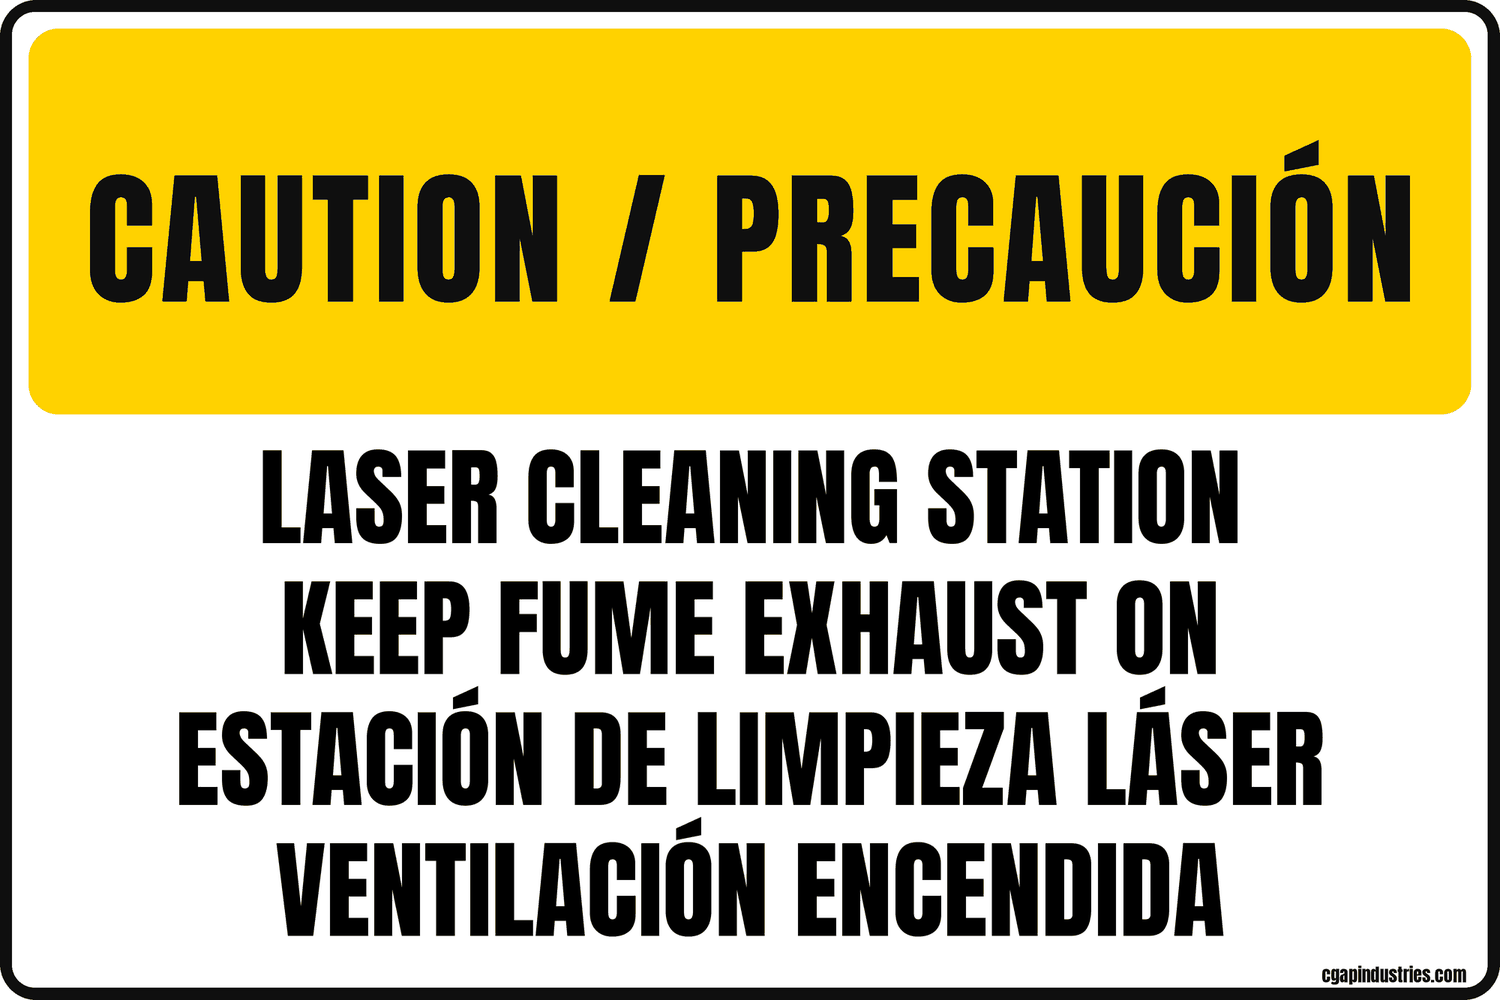 CAUTION / PRECAUCIÓN
LASER CLEANING STATION
KEEP FUME EXHAUST ON
ESTACIÓN DE LIMPIEZA LÁSER
VENTILACIÓN ENCENDIDA
cgapindustries.com